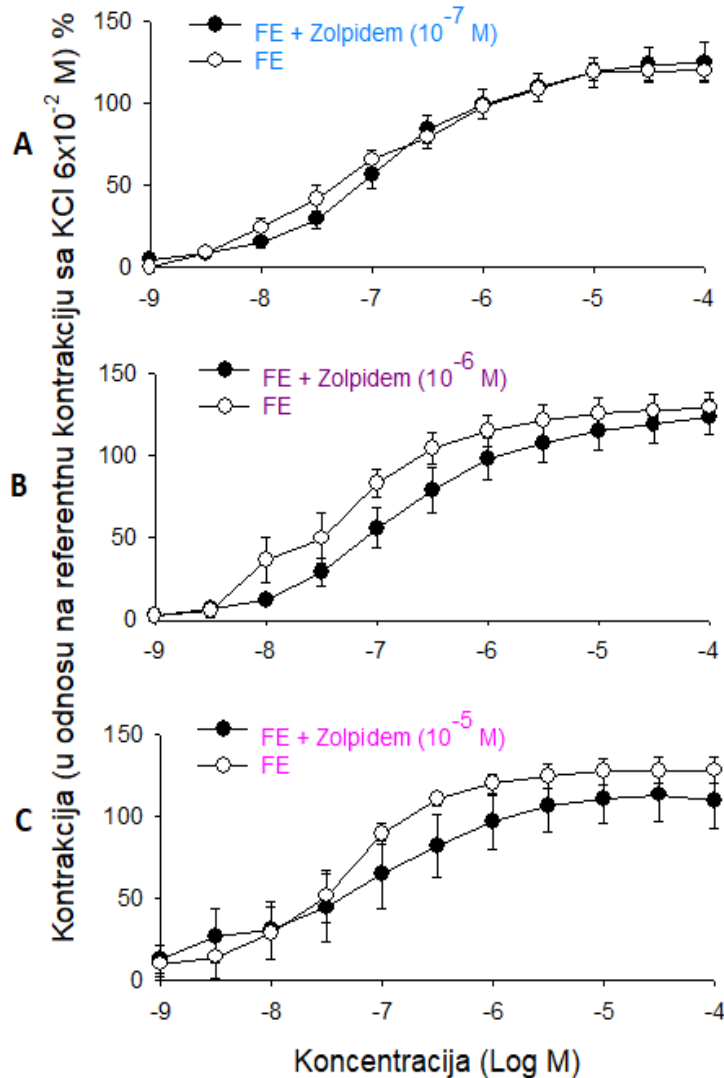 Kontrakcija (u odnosu na referentnu kontrakciju sa KCl 6x10⁻² M) %
A
FE + Zolpidem (10⁻⁷ M)
FE
150
100
50
0
-9 -8 -7 -6 -5 -4
B
FE + Zolpidem (10⁻⁶ M)
FE
150
100
50
0
-9 -8 -7 -6 -5 -4
C
FE + Zolpidem (10⁻⁵ M)
FE
150
100
50
0
-9 -8 -7 -6 -5 -4
Koncentracija (Log M)